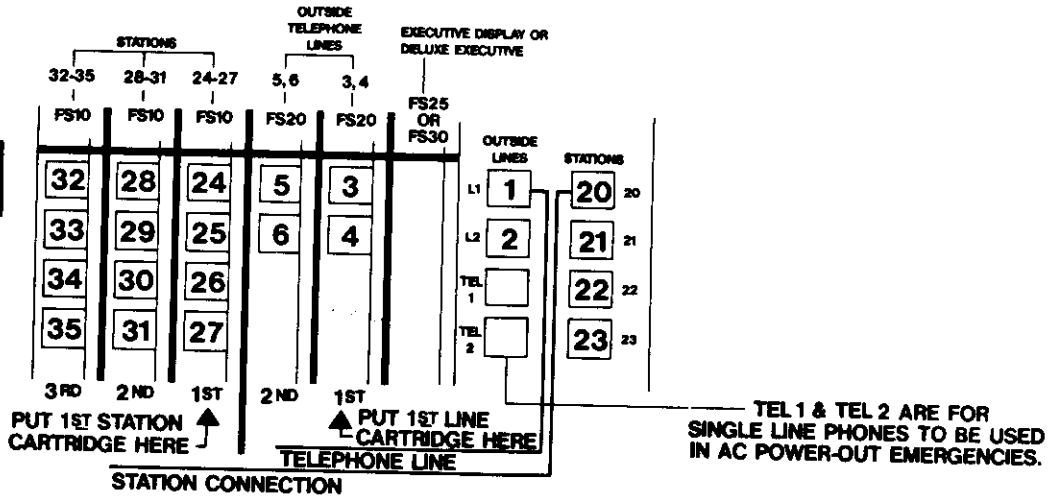 OUTSIDE
TELEPHONE
LINES
EXECUTIVE DISPLAY OR
DELUXE EXECUTIVE
STATIONS
32-35 28-31 24-27 5,6 3,4
FS10 FS10 FS10 FS20 FS20 FS25
OR
FS30
OUTSIDE
LINES
STATIONS
32 28 24 5 3 L1 1 20 20
33 29 25 6 4 L2 2 21 21
34 30 26 TEL 1 22 22
35 31 27 TEL 2 23 23
3RD 2ND 1ST 2ND 1ST
PUT 1ST STATION
CARTRIDGE HERE
PUT 1ST LINE
CARTRIDGE HERE
TELEPHONE LINE
STATION CONNECTION
TEL 1 & TEL 2 ARE FOR
SINGLE LINE PHONES TO BE USED
IN AC POWER-OUT EMERGENCIES.